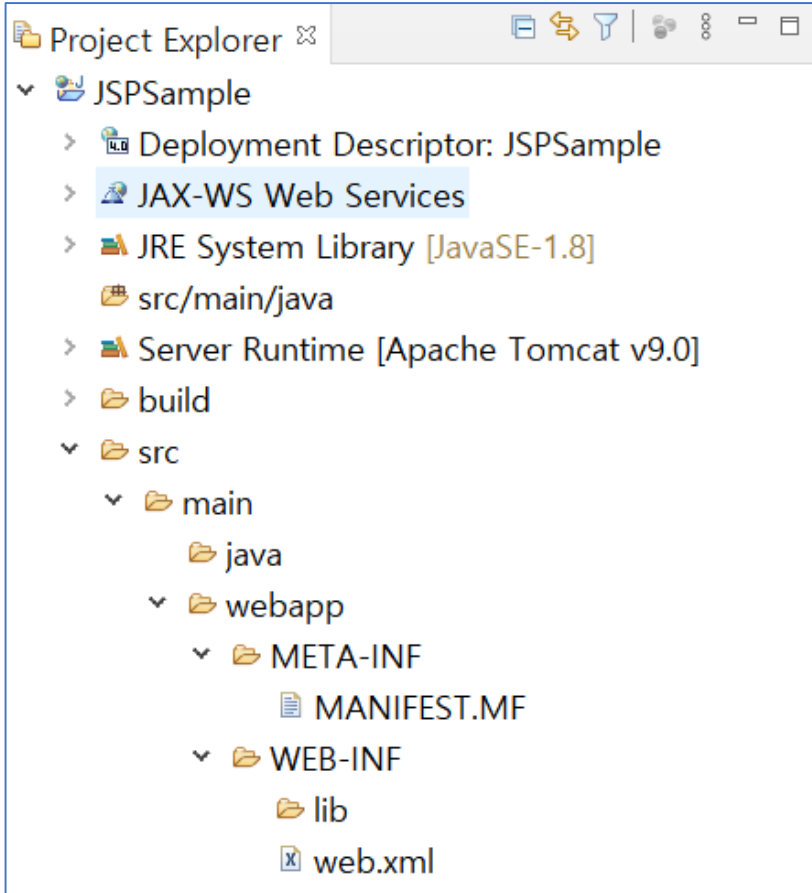 Project Explorer
JSPSample
Deployment Descriptor: JSPSample
JAX-WS Web Services
JRE System Library [JavaSE-1.8]
src/main/java
Server Runtime [Apache Tomcat v9.0]
build
src
main
java
webapp
META-INF
MANIFEST.MF
WEB-INF
lib
web.xml